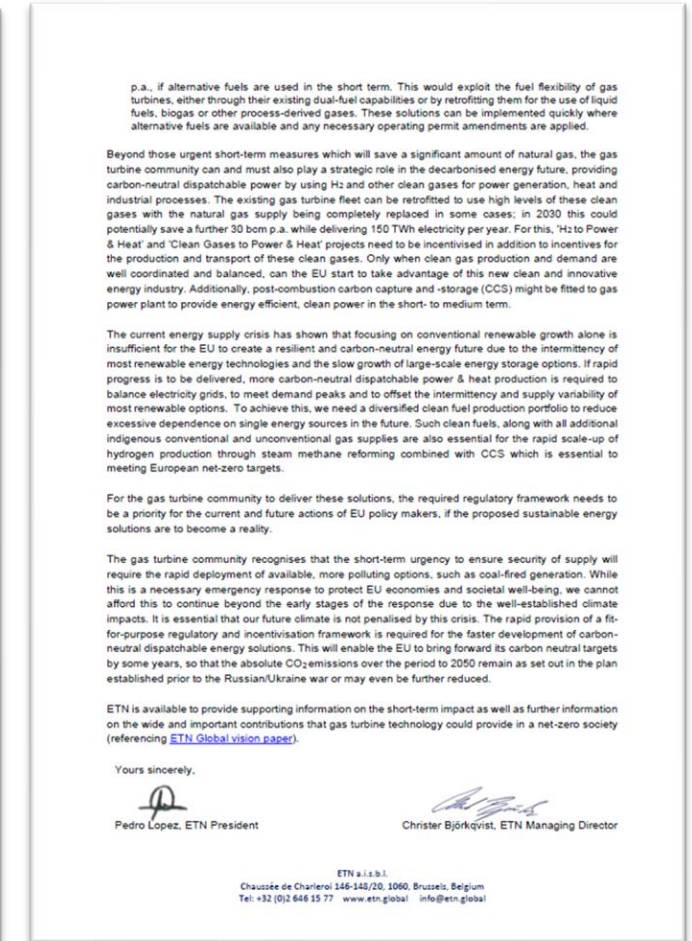 p.a., if alternative fuels are used in the short term. This would exploit the fuel flexibility of gas
turbines, either through their existing dual-fuel capabilities or by retrofitting them for the use of liquid
fuels, biogas or other process-derived gases. These solutions can be implemented quickly where
alternative fuels are available and any necessary operating permit amendments are applied.
Beyond those urgent short-term measures which will save a significant amount of natural gas, the gas
turbine community can and must also play a strategic role in the decarbonised energy future, providing
carbon-neutral dispatchable power by using H2 and other clean gases for power generation, heat and
industrial processes. The existing gas turbine fleet can be retrofitted to use high levels of these clean
gases with the natural gas supply being completely replaced in some cases; in 2030 this could
potentially save a further 30 bcm p.a. while delivering 150 TWh electricity per year. For this, 'H2 to Power
& Heat' and 'Clean Gases to Power & Heat' projects need to be incentivised in addition to incentives for
the production and transport of these clean gases. Only when clean gas production and demand are
well coordinated and balanced, can the EU start to take advantage of this new clean and innovative
energy industry. Additionally, post-combustion carbon capture and -storage (CCS) might be fitted to gas
power plant to provide energy efficient, clean power in the short- to medium term.
The current energy supply crisis has shown that focusing on conventional renewable growth alone is
insufficient for the EU to create a resilient and carbon-neutral energy future due to the intermittency of
most renewable energy technologies and the slow growth of large-scale energy storage options. If rapid
progress is to be delivered, more carbon-neutral dispatchable power & heat production is required to
balance electricity grids, to meet demand peaks and to offset the intermittency and supply variability of
most renewable options. To achieve this, we need a diversified clean fuel production portfolio to reduce
excessive dependence on single energy sources in the future. Such clean fuels, along with all additional
indigenous conventional and unconventional gas supplies are also essential for the rapid scale-up of
hydrogen production through steam methane reforming combined with CCS which is essential to
meeting European net-zero targets.
For the gas turbine community to deliver these solutions, the required regulatory framework needs to
be a priority for the current and future actions of EU policy makers, if the proposed sustainable energy
solutions are to become a reality.
The gas turbine community recognises that the short-term urgency to ensure security of supply will
require the rapid deployment of available, more polluting options, such as coal-fired generation. While
this is a necessary emergency response to protect EU economies and societal well-being, we cannot
afford this to continue beyond the early stages of the response due to the well-established climate
impacts. It is essential that our future climate is not penalised by this crisis. The rapid provision of a fit-
for-purpose regulatory and incentivisation framework is required for the faster development of carbon-
neutral dispatchable energy solutions. This will enable the EU to bring forward its carbon neutral targets
by some years, so that the absolute CO2 emissions over the period to 2050 remain as set out in the plan
established prior to the Russian/Ukraine war or may even be further reduced.
ETN is available to provide supporting information on the short-term impact as well as further information
on the wide and important contributions that gas turbine technology could provide in a net-zero society
(referencing ETN Global vision paper).
Yours sincerely,
Pedro Lopez, ETN President
Christer Björkqvist, ETN Managing Director
ETN a.i.s.b.l.
Chaussée de Charleroi 146-148/20, 1060, Brussels, Belgium
Tel: +32 (0)2 646 15 77 www.etn.global info@etn.global